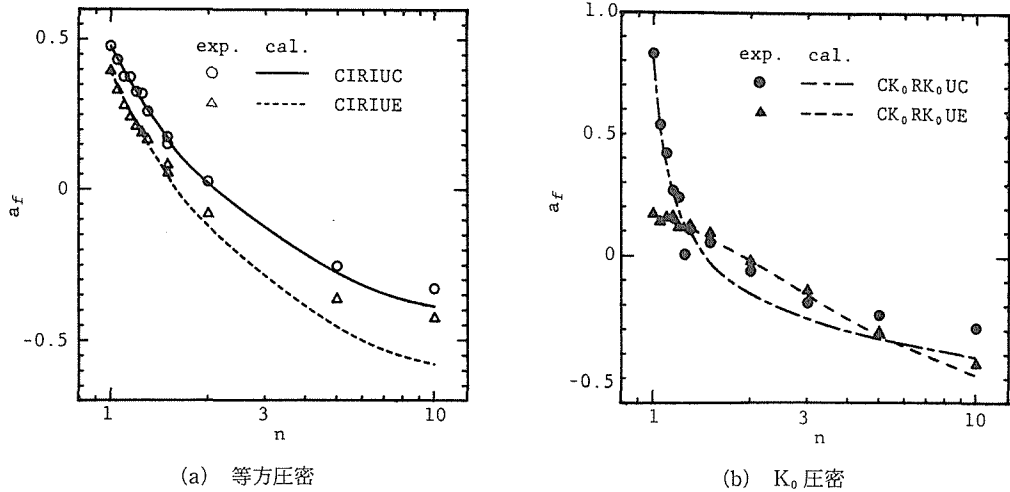 0.5
0
-0.5
a_f
exp. cal.
CIRIUC
CIRIUE
1 3 10
n
(a) 等方圧密
1.0
0.5
0
-0.5
a_f
exp. cal.
CK₀RK₀UC
CK₀RK₀UE
1 3 10
n
(b) K₀ 圧密